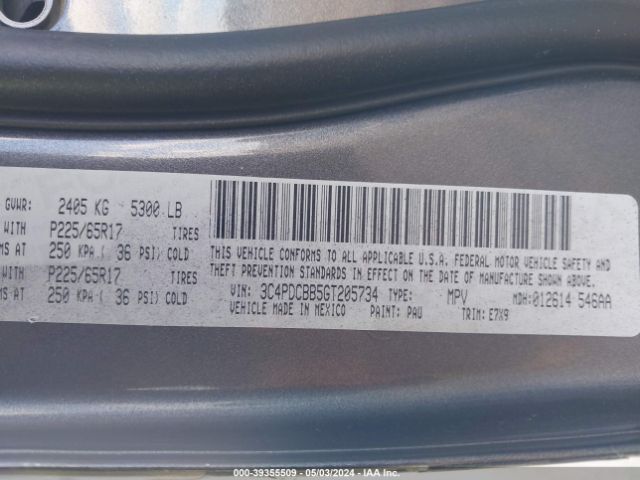 GVWR: 2405 KG 5300 LB
WITH P225/65R17 TIRES
MS AT 250 KPA ( 36 PSI) COLD
WITH P225/65R17 TIRES
MS AT 250 KPA ( 36 PSI) COLD
THIS VEHICLE CONFORMS TO ALL APPLICABLE U.S.A. FEDERAL MOTOR VEHICLE SAFETY AND
THEFT PREVENTION STANDARDS IN EFFECT ON THE DATE OF MANUFACTURE SHOWN ABOVE.
VIN: 3C4PDCBB5GT205734 TYPE: MPV MDH:012614 546AA
VEHICLE MADE IN MEXICO PAINT: PAU TRIM: E7X9
000-39355509 - 05/03/2024 - IAA Inc.